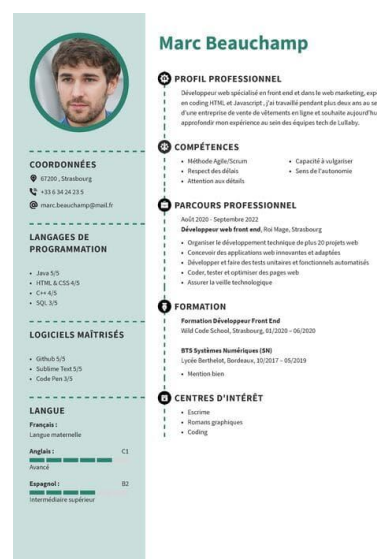 Marc Beauchamp
PROFIL PROFESSIONNEL
Développeur web spécialisé en front end et dans le web marketing, exp
en coding HTML et Javascript , j'ai travaillé pendant plus deux ans au se
d'une entreprise de vente de vêtements en ligne et souhaite aujourd'hu
approfondir mon expérience au sein des équipes tech de Lullaby.
COMPÉTENCES
• Méthode Agile/Scrum
• Respect des délais
• Attention aux détails
• Capacité à vulgariser
• Sens de l'autonomie
PARCOURS PROFESSIONNEL
Août 2020 - Septembre 2022
Développeur web front end, Roi Mage, Strasbourg
• Organiser le développement technique de plus 20 projets web
• Concevoir des applications web innovantes et adaptées
• Développer et faire des tests unitaires et fonctionnels automatisés
• Coder, tester et optimiser des pages web
• Assurer la veille technologique
FORMATION
Formation Développeur Front End
Wild Code School, Strasbourg, 01/2020 – 06/2020
BTS Systèmes Numériques (SN)
Lycée Berthelot, Bordeaux, 10/2017 – 05/2019
• Mention bien
CENTRES D'INTÉRÊT
• Escrime
• Romans graphiques
• Coding
COORDONNÉES
67200 , Strasbourg
+33 6 34 24 23 5
marc.beauchamp@mail.fr
LANGAGES DE
PROGRAMMATION
• Java 5/5
• HTML & CSS 4/5
• C++ 4/5
• SQL 3/5
LOGICIELS MAÎTRISÉS
• Github 5/5
• Sublime Text 5/5
• Code Pen 3/5
LANGUE
Français :
Langue maternelle
Anglais : C1
Avancé
Espagnol : B2
Intermédiaire supérieur